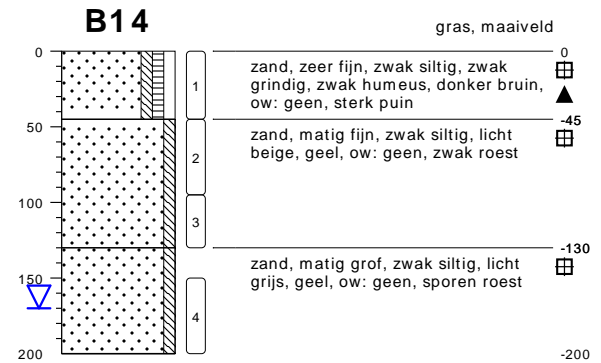 B14
gras, maaiveld
0
0
zand, zeer fijn, zwak siltig, zwak
grindig, zwak humeus, donker bruin,
ow: geen, sterk puin
1
50
-45
zand, matig fijn, zwak siltig, licht
beige, geel, ow: geen, zwak roest
2
100
3
-130
zand, matig grof, zwak siltig, licht
grijs, geel, ow: geen, sporen roest
150
4
200
-200